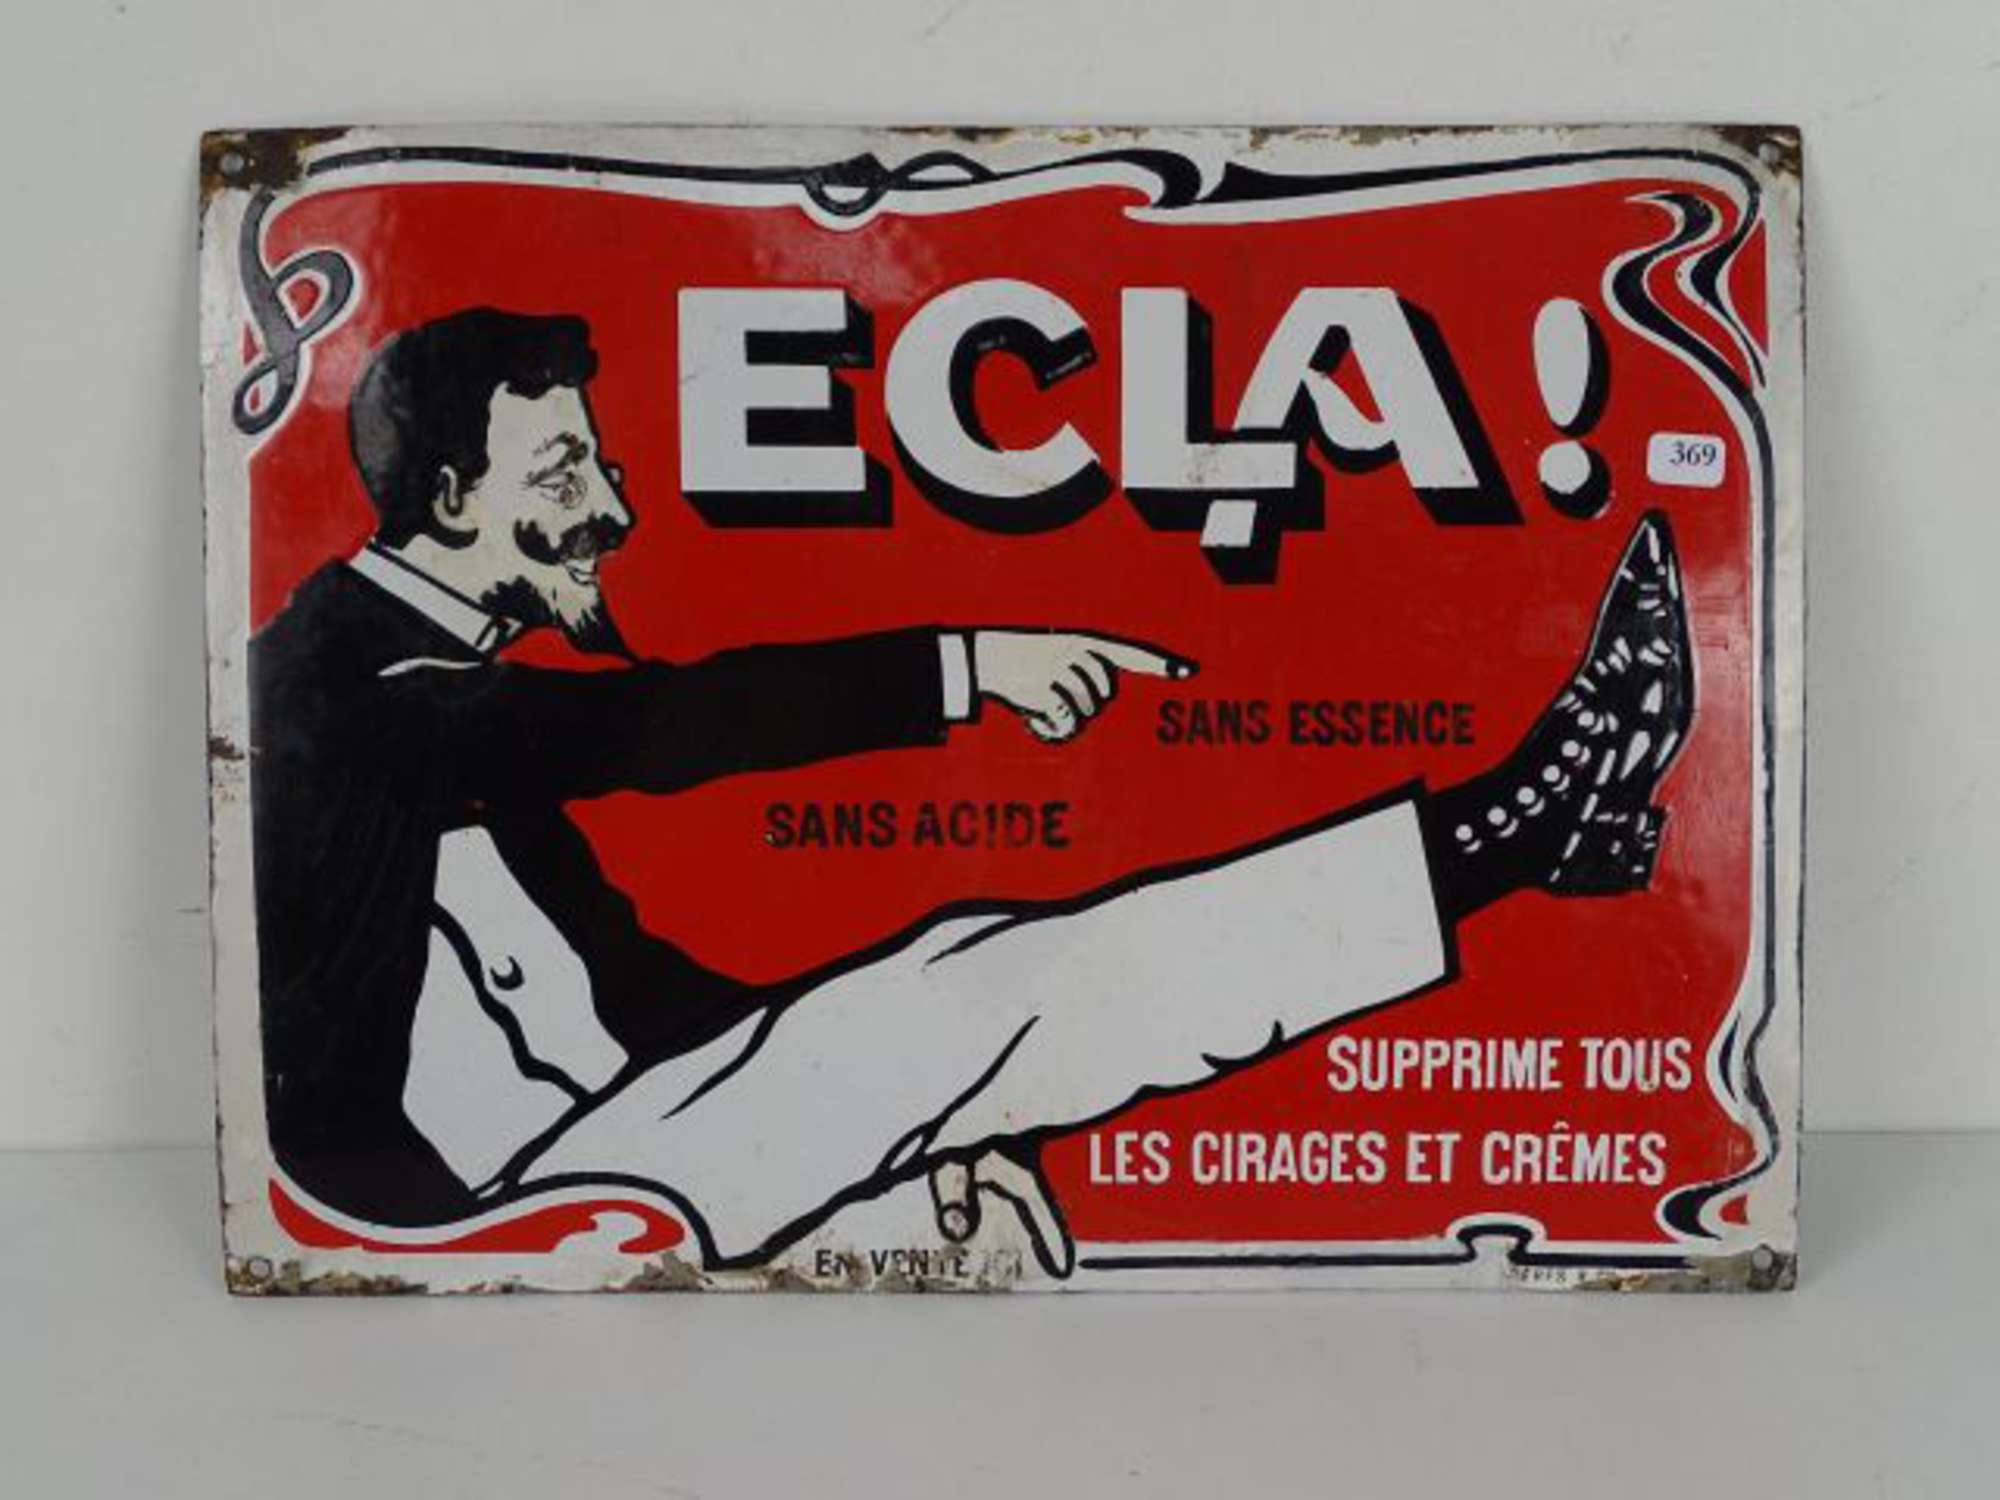 ECLA!
369
SANS ESSENCE
SANS ACIDE
SUPPRIME TOUS
LES CIRAGES ET CRÊMES
EN VENTE ICI